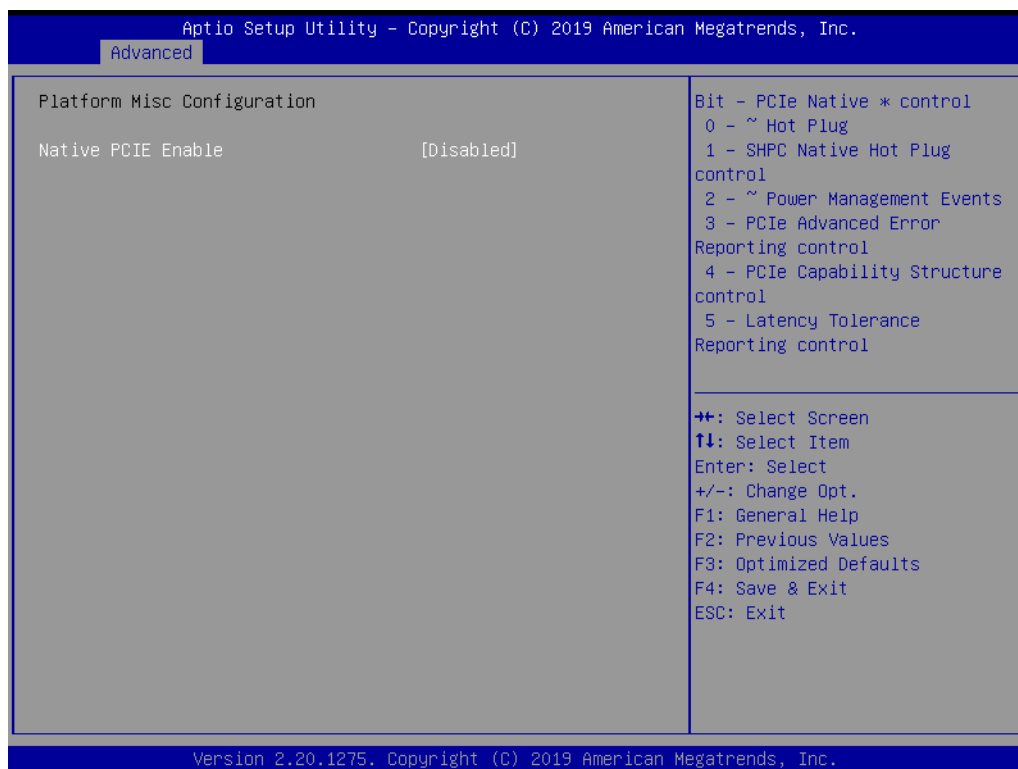 Aptio Setup Utility – Copyright (C) 2019 American Megatrends, Inc.
Advanced
Platform Misc Configuration
Native PCIE Enable [Disabled]
Bit – PCIe Native * control
0 – ~ Hot Plug
1 – SHPC Native Hot Plug
control
2 – ~ Power Management Events
3 – PCIe Advanced Error
Reporting control
4 – PCIe Capability Structure
control
5 – Latency Tolerance
Reporting control
→←: Select Screen
↑↓: Select Item
Enter: Select
+/-: Change Opt.
F1: General Help
F2: Previous Values
F3: Optimized Defaults
F4: Save & Exit
ESC: Exit
Version 2.20.1275. Copyright (C) 2019 American Megatrends, Inc.